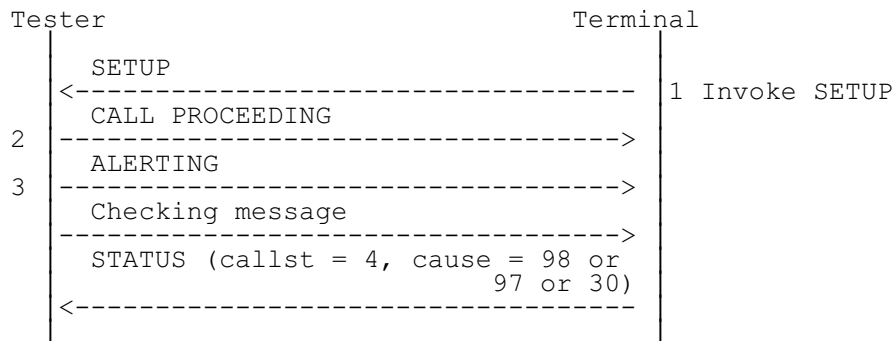 Tester Terminal
SETUP
1 Invoke SETUP
CALL PROCEEDING
2
ALERTING
3
Checking message
STATUS (callst = 4, cause = 98 or
97 or 30)